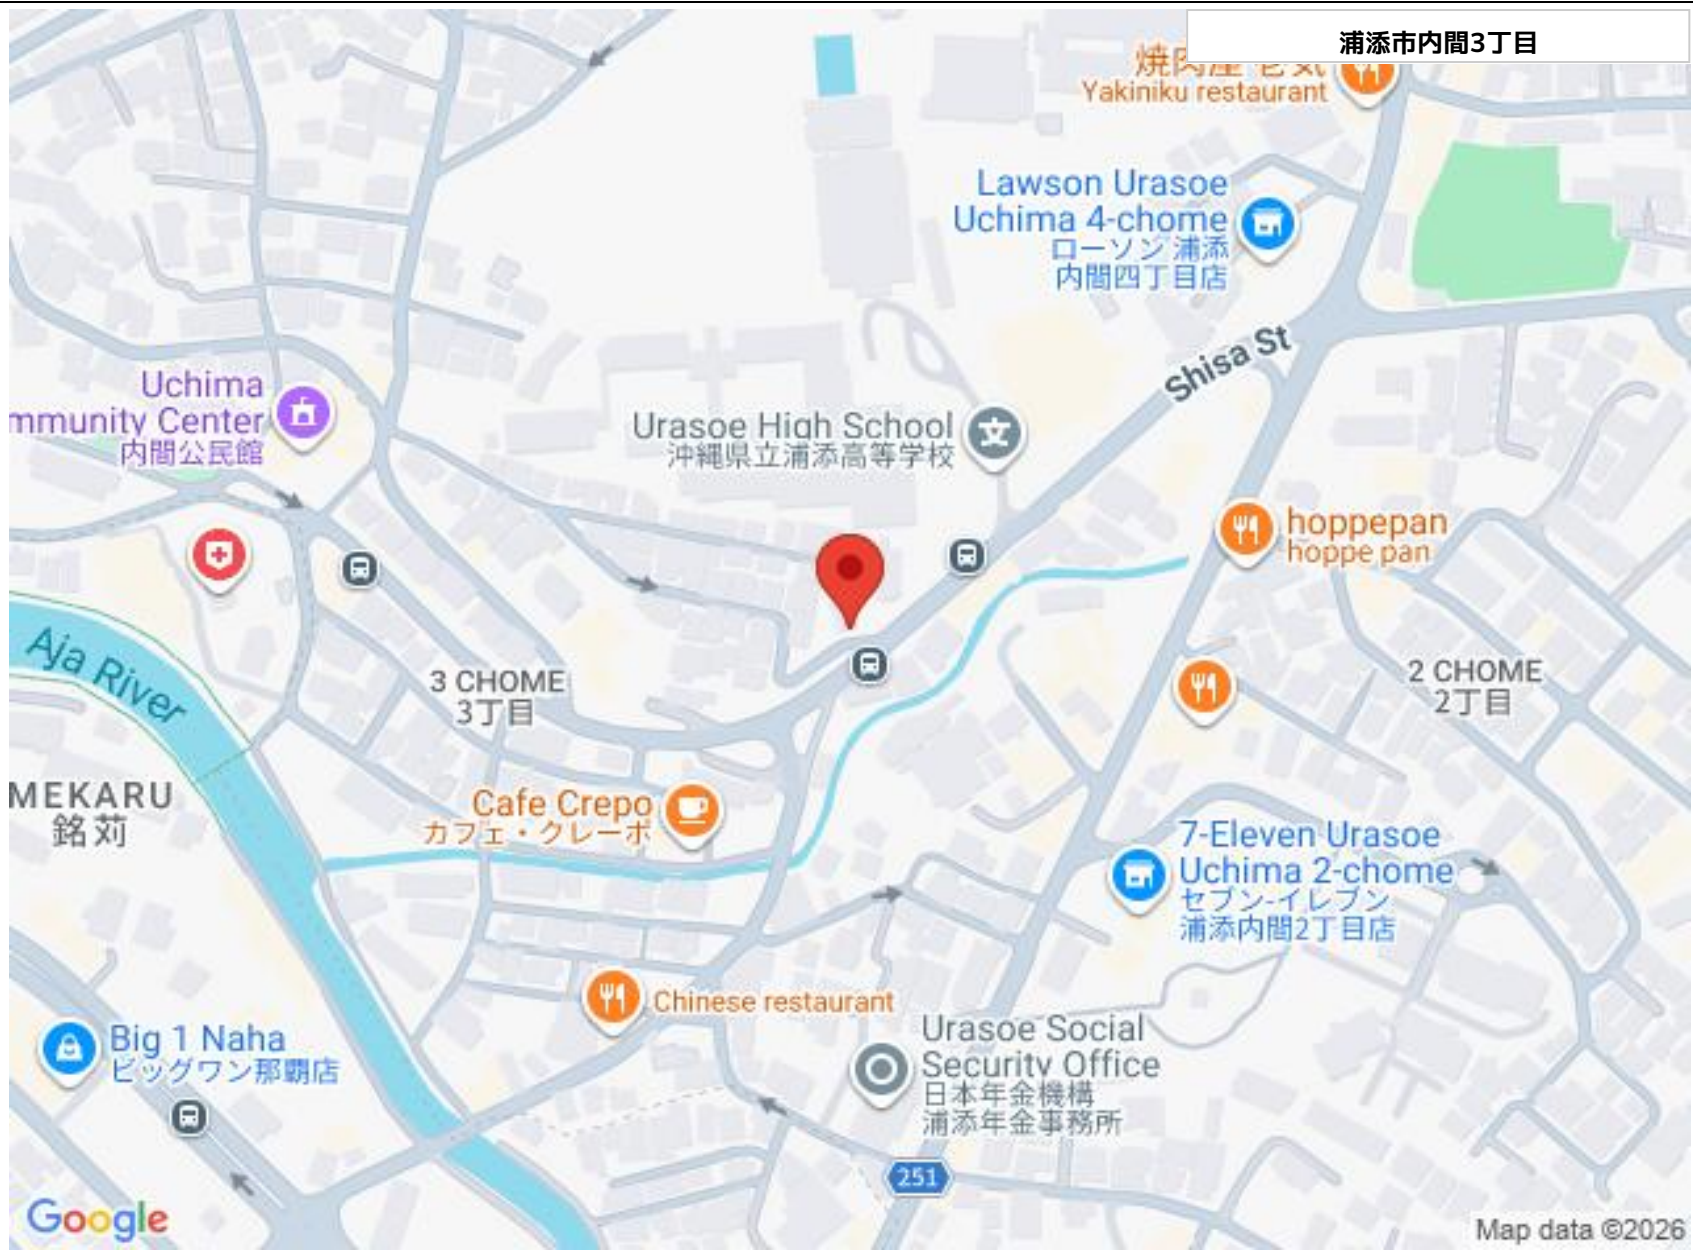 浦添市内間3丁目
Yakiniku restaurant
Lawson Urasoe
Uchima 4-chome
ローソン 浦添
内間四丁目店
Shisa St
Uchima
mmunity Center
内間公民館
Urasoe High School
沖縄県立浦添高等学校
hoppepan
hoppe pan
Aja River
3 CHOME
3丁目
2 CHOME
2丁目
MEKARU
銘苅
Cafe Crepo
カフェ・クレーポ
7-Eleven Urasoe
Uchima 2-chome
セブン-イレブン
浦添内間2丁目店
Chinese restaurant
Big 1 Naha
ビッグワン那覇店
Urasoe Social
Security Office
日本年金機構
浦添年金事務所
251
Google
Map data ©2026